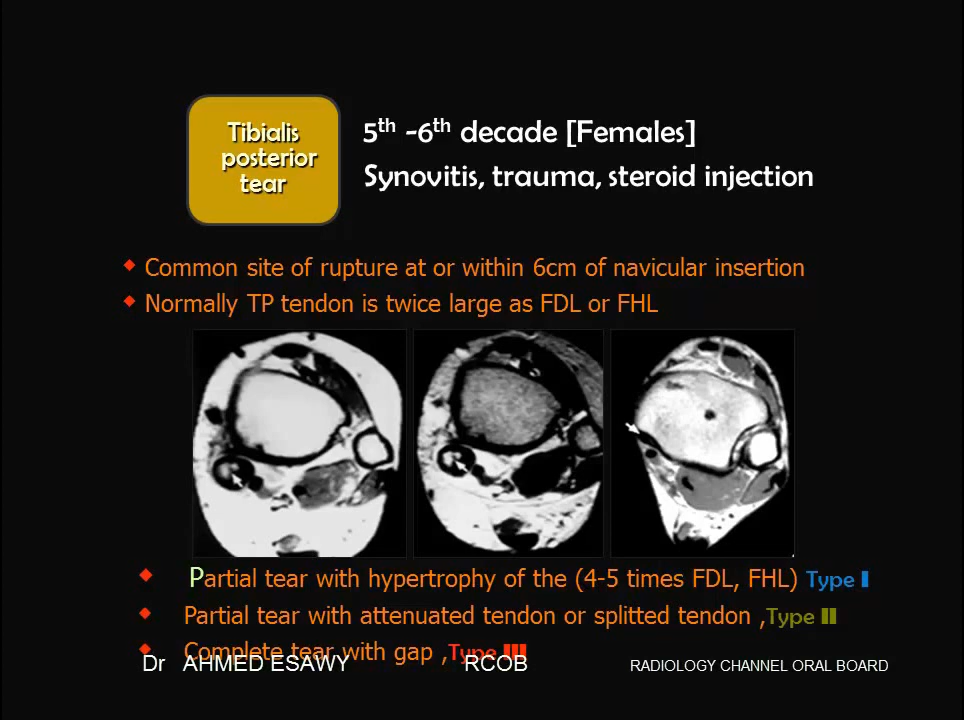 Tibialis
posterior
tear
5th -6th decade [Females]
Synovitis, trauma, steroid injection
Common site of rupture at or within 6cm of navicular insertion
Normally TP tendon is twice large as FDL or FHL
Partial tear with hypertrophy of the (4-5 times FDL, FHL) Type I
Partial tear with attenuated tendon or splitted tendon ,Type II
Complete tear with gap ,Type III
Dr AHMED ESAWY RCOB RADIOLOGY CHANNEL ORAL BOARD